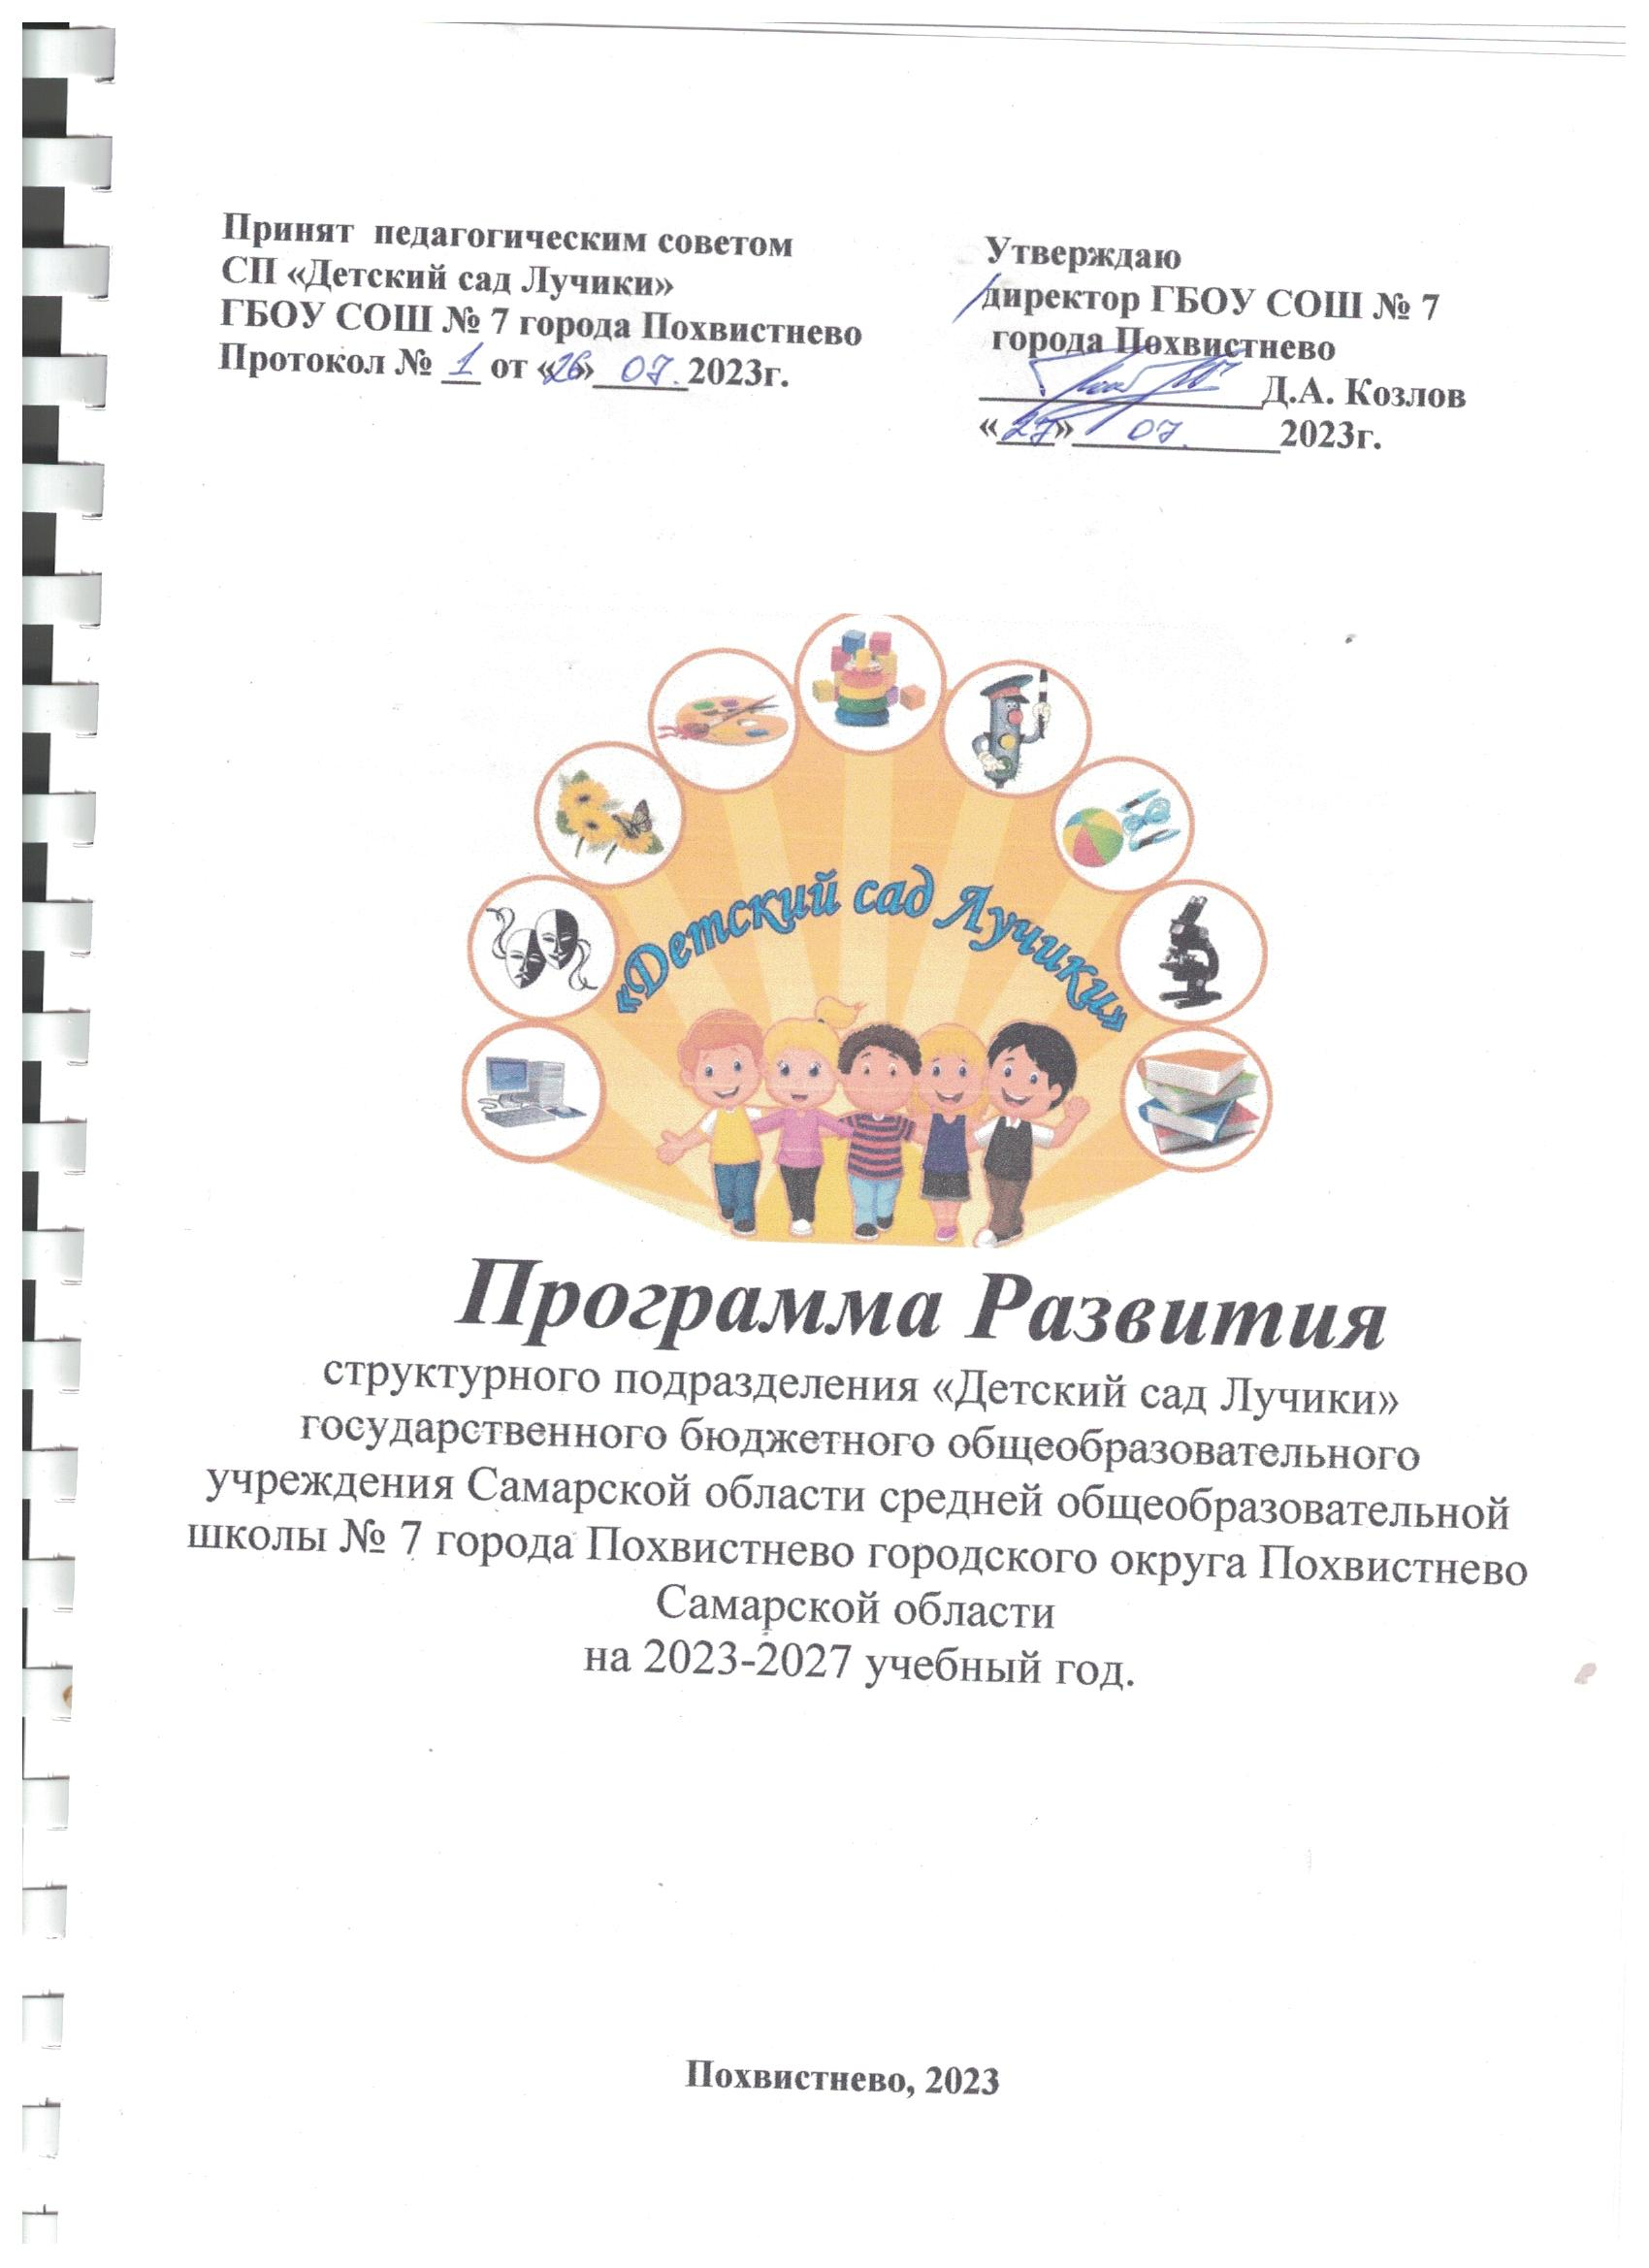 Принят педагогическим советом
СП «Детский сад Лучики»
ГБОУ СОШ № 7 города Похвистнево
Протокол № 1 от «26» 07.2023г.
Утверждаю
директор ГБОУ СОШ № 7
города Похвистнево
Д.А. Козлов
«27» 07. 2023г.
«Детский сад Лучики»
Программа Развития
структурного подразделения «Детский сад Лучики»
государственного бюджетного общеобразовательного
учреждения Самарской области средней общеобразовательной
школы № 7 города Похвистнево городского округа Похвистнево
Самарской области
на 2023-2027 учебный год.
Похвистнево, 2023